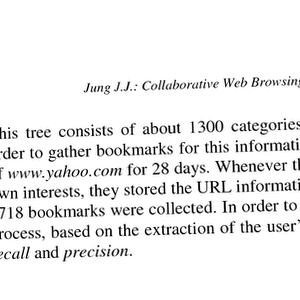 Jung J.J.: Collaborative Web Browsing
his tree consists of about 1300 categories
rder to gather bookmarks for this informati
f www.yahoo.com for 28 days. Whenever th
wn interests, they stored the URL informati
718 bookmarks were collected. In order to
rocess, based on the extraction of the user'
ecall and precision.